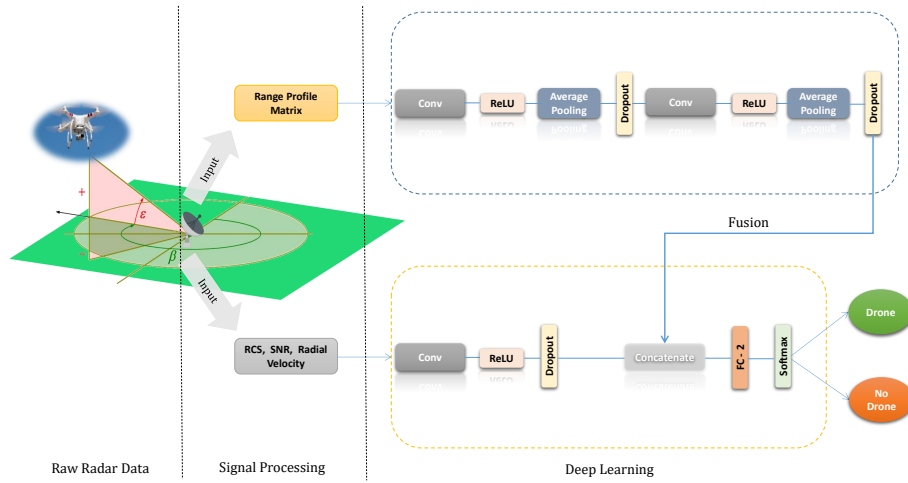 Range Profile
Matrix
Conv
ReLU
Average
Pooling
Dropout
Conv
ReLU
Average
Pooling
Dropout
Input
+
ε
-
β
Input
Fusion
RCS, SNR, Radial
Velocity
Conv
ReLU
Dropout
Concatenate
FC - 2
Softmax
Drone
No
Drone
Raw Radar Data
Signal Processing
Deep Learning